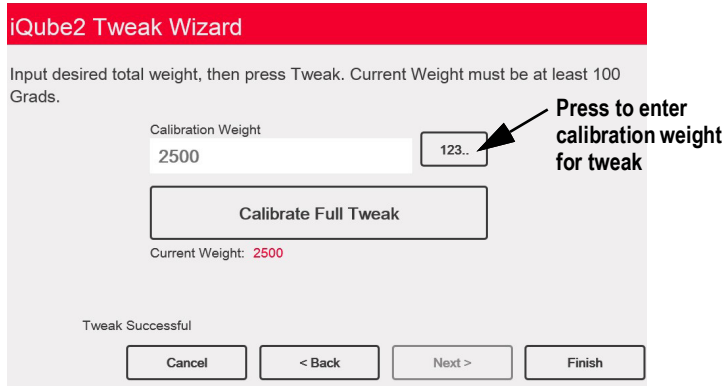 iQube2 Tweak Wizard
Input desired total weight, then press Tweak. Current Weight must be at least 100
Grads.
Press to enter
calibration weight
for tweak
Calibration Weight
2500
123..
Calibrate Full Tweak
Current Weight: 2500
Tweak Successful
Cancel
< Back
Next >
Finish